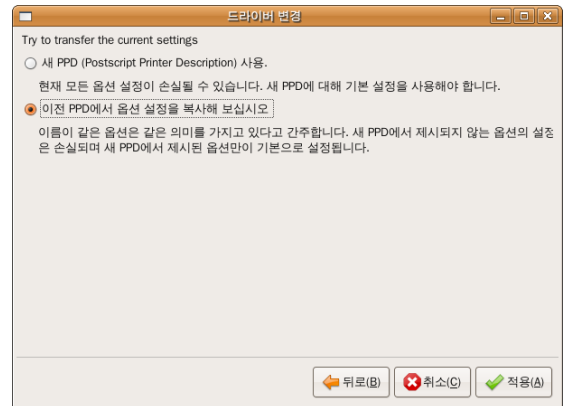 드라이버 변경
Try to transfer the current settings
새 PPD (Postscript Printer Description) 사용.
현재 모든 옵션 설정이 손실될 수 있습니다. 새 PPD에 대해 기본 설정을 사용해야 합니다.
이전 PPD에서 옵션 설정을 복사해 보십시오
이름이 같은 옵션은 같은 의미를 가지고 있다고 간주합니다. 새 PPD에서 제시되지 않는 옵션의 설정
은 손실되며 새 PPD에서 제시된 옵션만이 기본으로 설정됩니다.
뒤로(B) 취소(C) 적용(A)